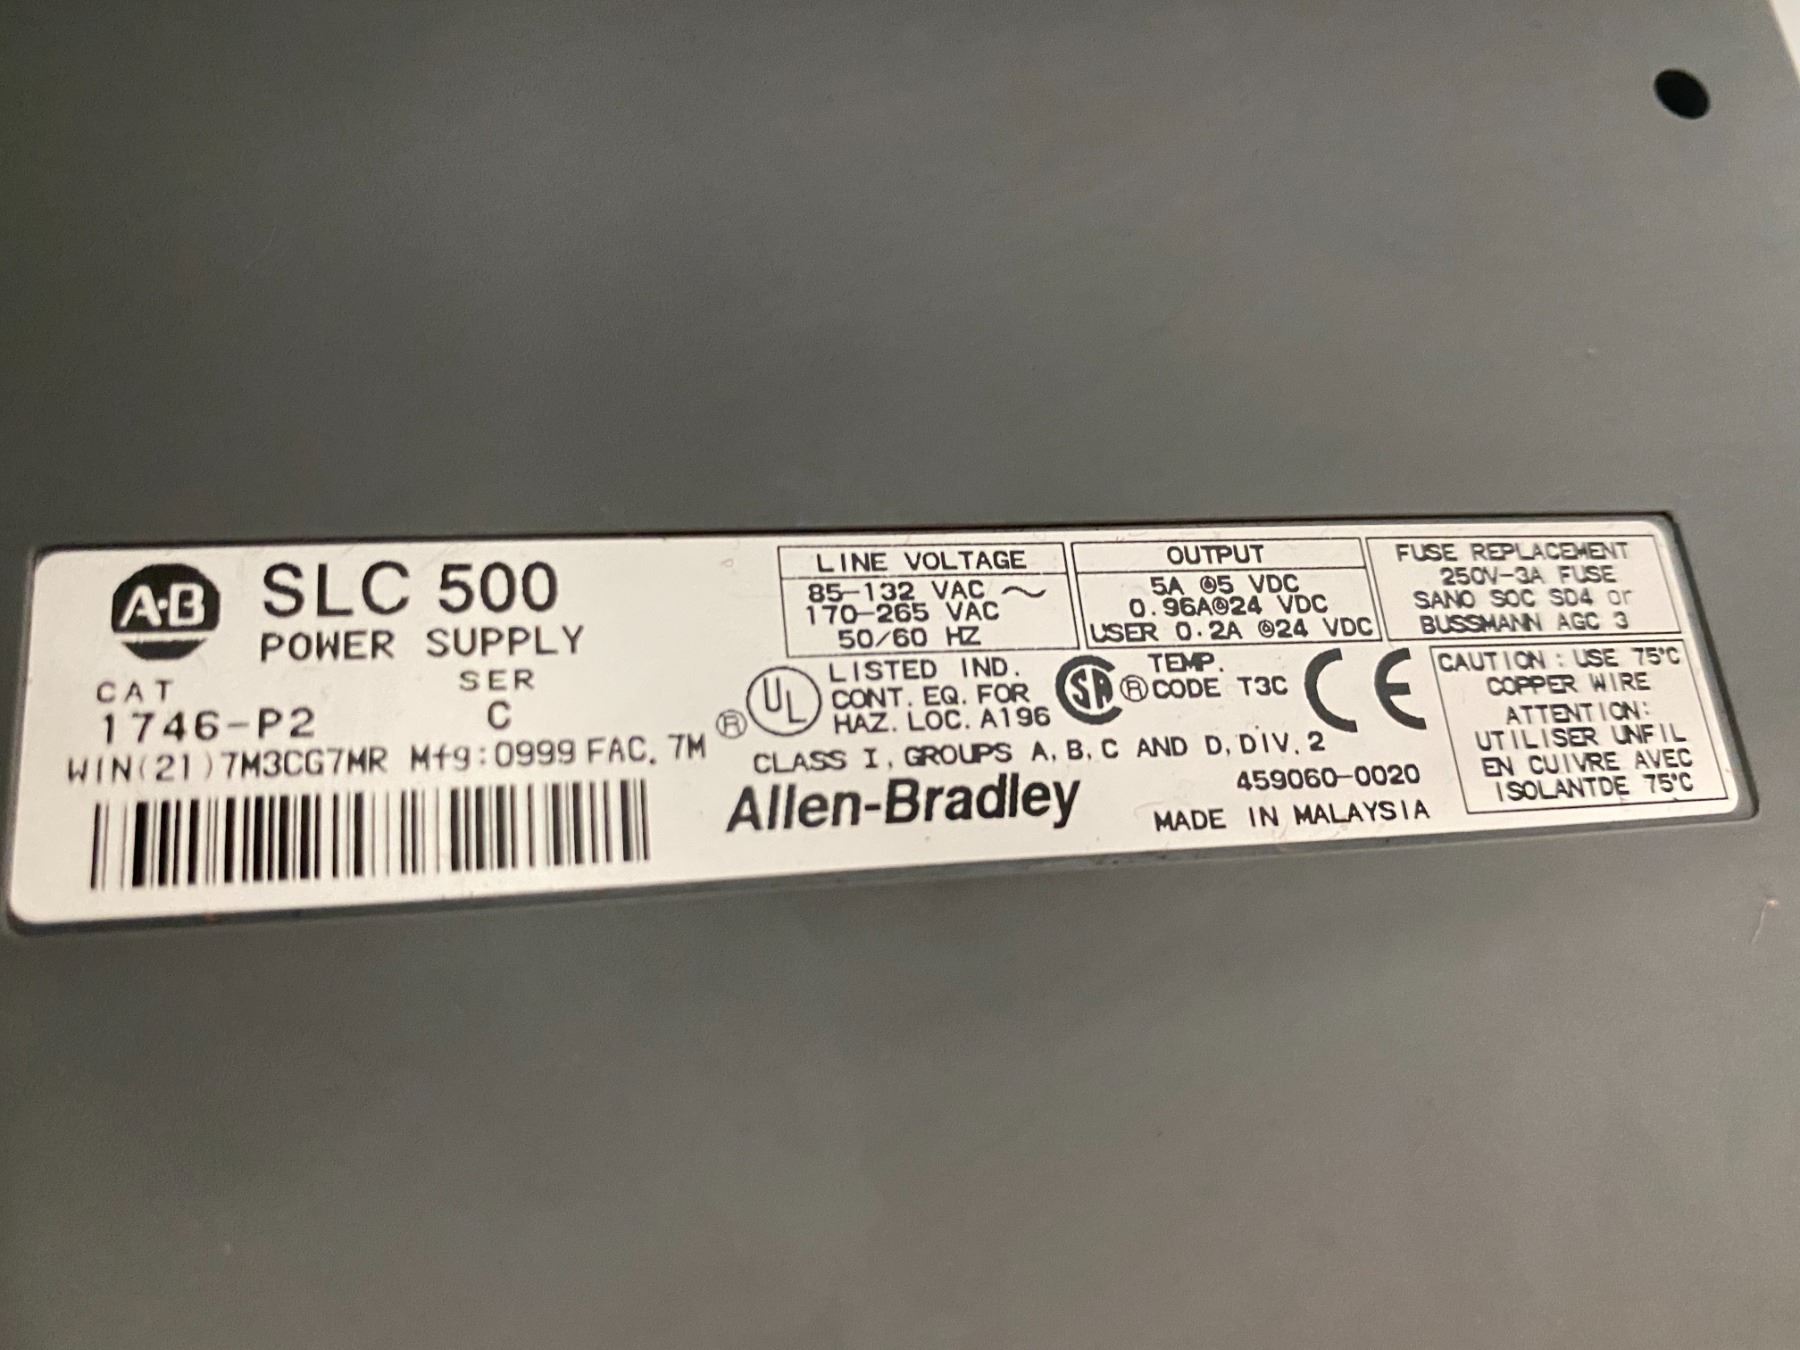 A·B
SLC 500
POWER SUPPLY
CAT SER
1746-P2 C
WIN(21)7M3CG7MR Mfg:0999 FAC. 7M
LINE VOLTAGE
85-132 VAC ~
170-265 VAC
50/60 HZ
OUTPUT
5A @5 VDC
0.96A@24 VDC
USER 0.2A @24 VDC
FUSE REPLACEMENT
250V-3A FUSE
SANO SOC SD4 or
BUSSMANN AGC 3
UL ®
LISTED IND.
CONT. EQ. FOR
HAZ. LOC. A196
SA ®
TEMP.
CODE T3C
CE
CLASS I, GROUPS A, B, C AND D, DIV. 2
459060-0020
Allen-Bradley
MADE IN MALAYSIA
CAUTION : USE 75°C
COPPER WIRE
ATTENTION:
UTILISER UNFIL
EN CUIVRE AVEC
ISOLANTDE 75°C